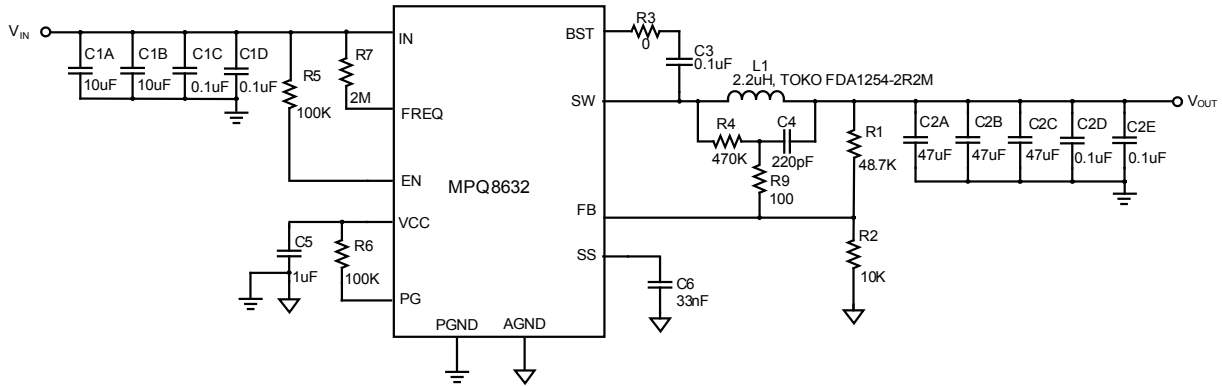 VIN
C1A
10uF
C1B
10uF
C1C
0.1uF
C1D
0.1uF
R5
100K
R7
2M
C5
1uF
R6
100K
IN
FREQ
EN
VCC
PG
MPQ8632
PGND
AGND
BST
SW
FB
SS
R3
0
C3
0.1uF
L1
2.2uH, TOKO FDA1254-2R2M
R4
470K
C4
220pF
R9
100
R1
48.7K
R2
10K
C6
33nF
C2A
47uF
C2B
47uF
C2C
47uF
C2D
0.1uF
C2E
0.1uF
VOUT